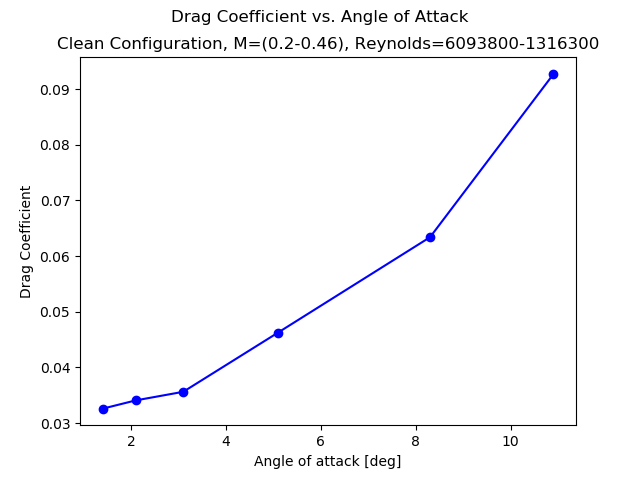 Drag Coefficient vs. Angle of Attack
Clean Configuration, M=(0.2-0.46), Reynolds=6093800-1316300
0.09
0.08
0.07
0.06
0.05
0.04
0.03
Drag Coefficient
2 4 6 8 10
Angle of attack [deg]